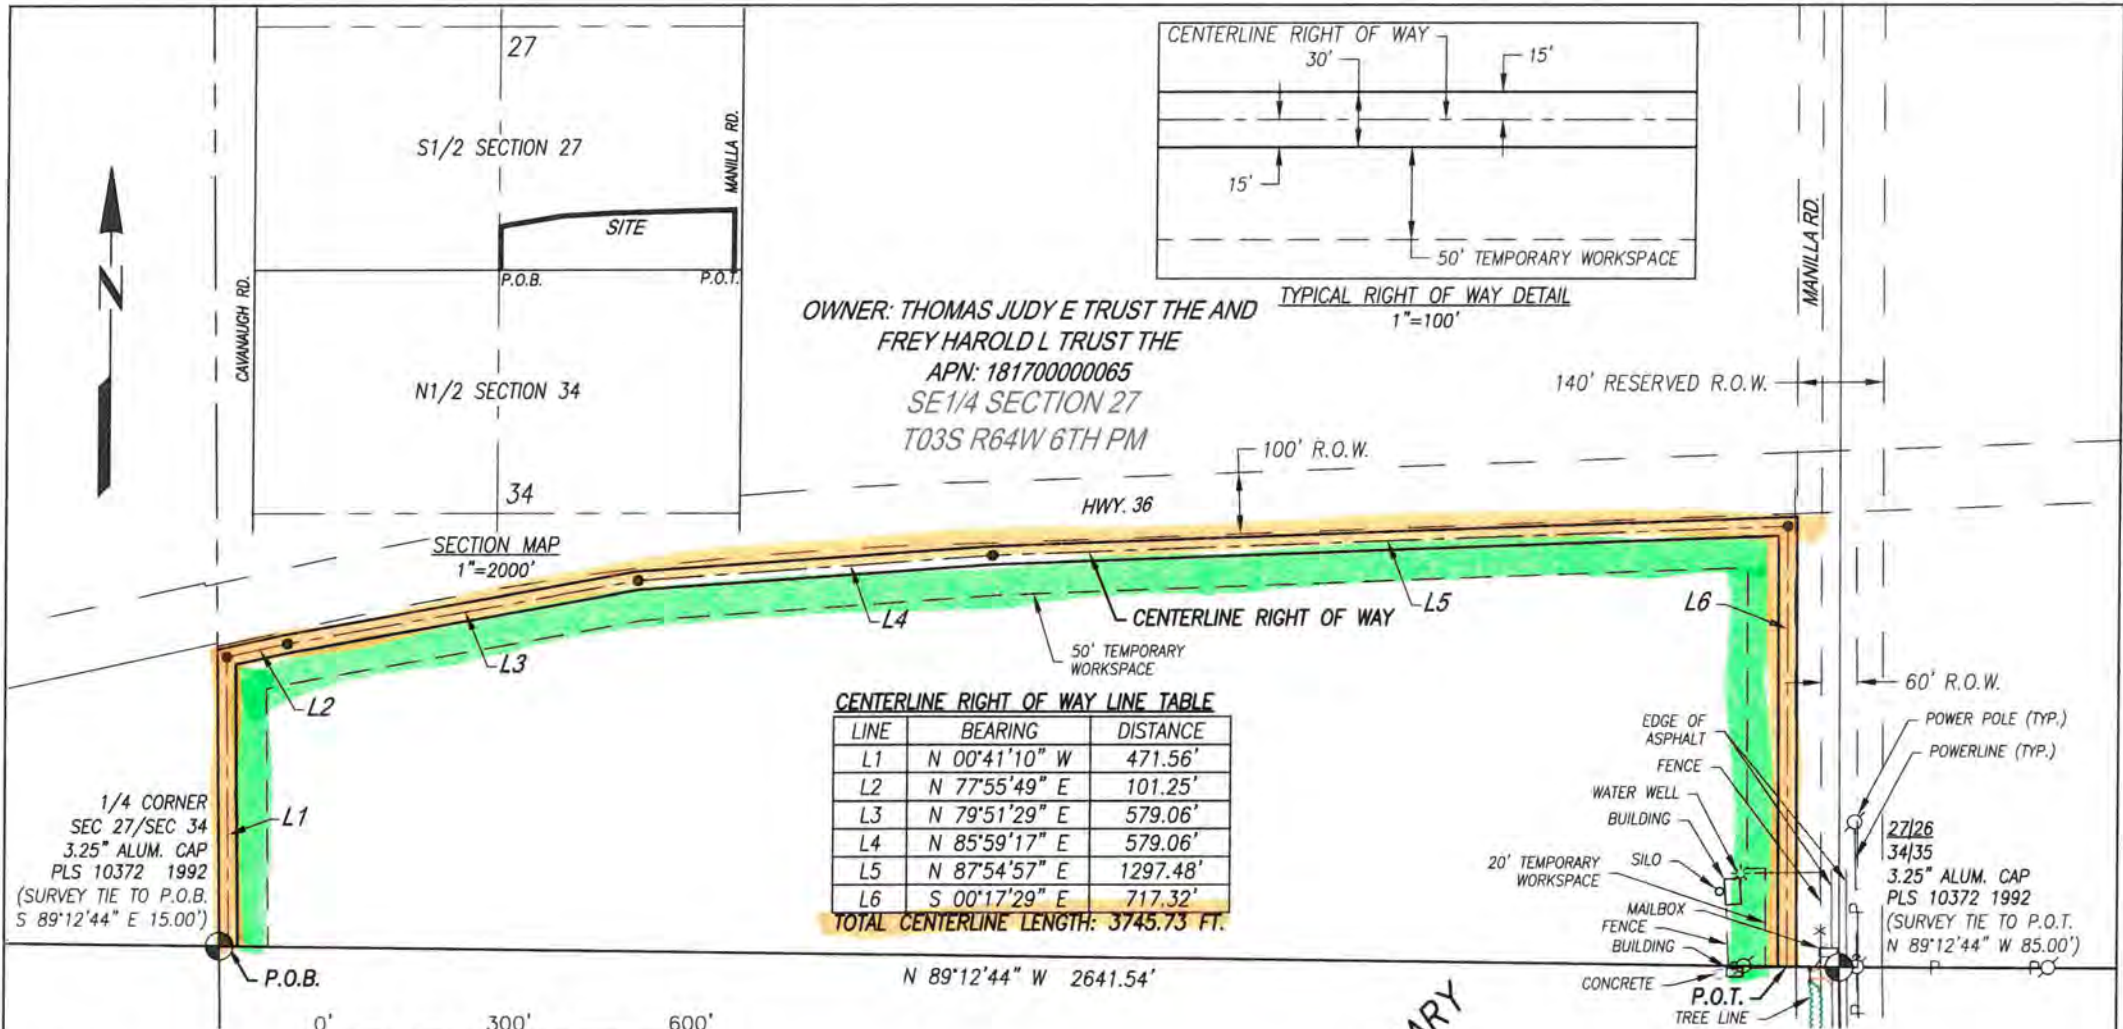 27
S1/2 SECTION 27
MANILLA RD.
SITE
P.O.B.
P.O.T.
CAVANAUGH RD.
N1/2 SECTION 34
34
SECTION MAP
1"=2000'
N
CENTERLINE RIGHT OF WAY
30'
15'
15'
50' TEMPORARY WORKSPACE
TYPICAL RIGHT OF WAY DETAIL
1"=100'
OWNER: THOMAS JUDY E TRUST THE AND
FREY HAROLD L TRUST THE
APN: 181700000065
SE1/4 SECTION 27
T03S R64W 6TH PM
MANILLA RD.
140' RESERVED R.O.W.
100' R.O.W.
HWY. 36
L1
L2
L3
L4
L5
L6
CENTERLINE RIGHT OF WAY
50' TEMPORARY
WORKSPACE
CENTERLINE RIGHT OF WAY LINE TABLE
LINE BEARING DISTANCE
L1 N 00°41'10" W 471.56'
L2 N 77°55'49" E 101.25'
L3 N 79°51'29" E 579.06'
L4 N 85°59'17" E 579.06'
L5 N 87°54'57" E 1297.48'
L6 S 00°17'29" E 717.32'
TOTAL CENTERLINE LENGTH: 3745.73 FT.
1/4 CORNER
SEC 27/SEC 34
3.25" ALUM. CAP
PLS 10372 1992
(SURVEY TIE TO P.O.B.
S 89°12'44" E 15.00')
P.O.B.
N 89°12'44" W 2641.54'
60' R.O.W.
POWER POLE (TYP.)
POWERLINE (TYP.)
EDGE OF
ASPHALT
FENCE
WATER WELL
BUILDING
SILO
20' TEMPORARY
WORKSPACE
MAILBOX
FENCE
BUILDING
CONCRETE
P.O.T.
TREE LINE
27|26
34|35
3.25" ALUM. CAP
PLS 10372 1992
(SURVEY TIE TO P.O.T.
N 89°12'44" W 85.00')
P
P
P
P
0' 300' 600'
ARY